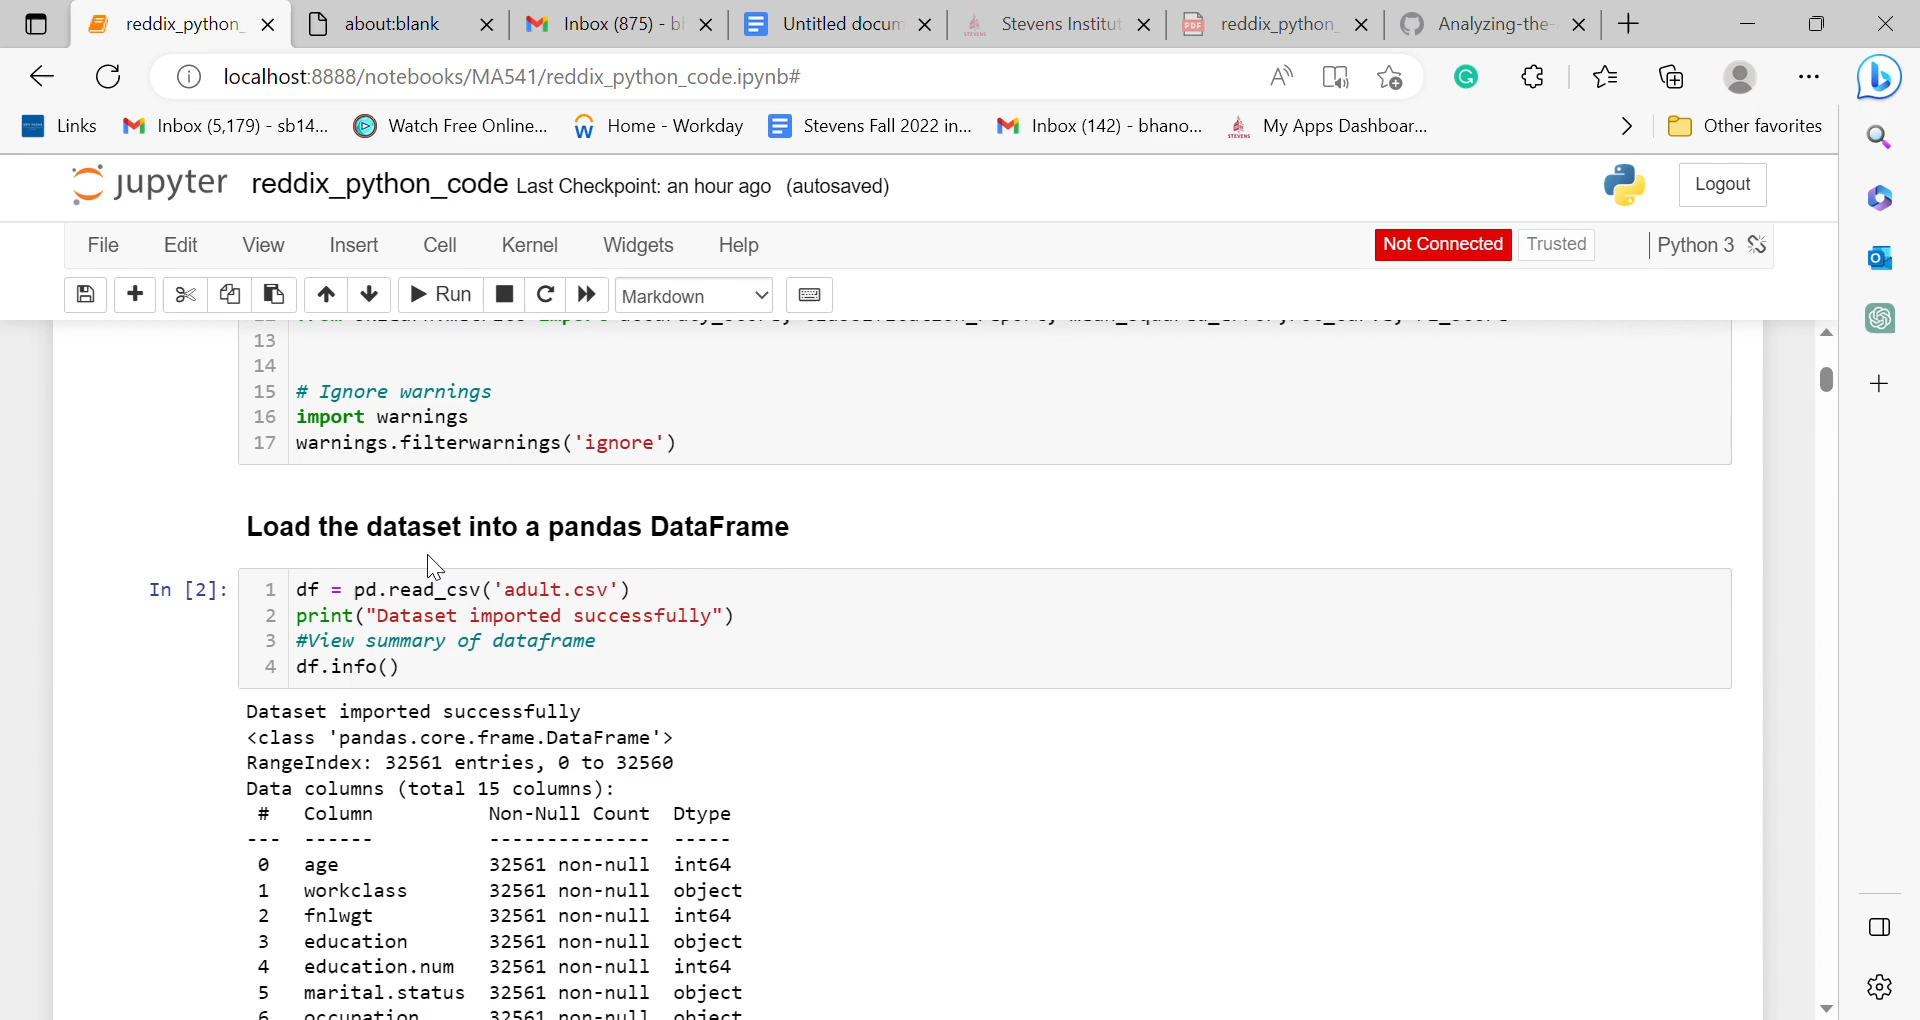 reddix_python_ about:blank Inbox (875) - bl Untitled docum Stevens Institut reddix_python_ Analyzing-the-
localhost:8888/notebooks/MA541/reddix_python_code.ipynb#
Links Inbox (5,179) - sb14... Watch Free Online... Home - Workday Stevens Fall 2022 in... Inbox (142) - bhano... My Apps Dashboar... Other favorites
jupyter reddix_python_code Last Checkpoint: an hour ago (autosaved) Logout
File Edit View Insert Cell Kernel Widgets Help Not Connected Trusted Python 3
Run Markdown
13
14
15 # Ignore warnings
16 import warnings
17 warnings.filterwarnings('ignore')
Load the dataset into a pandas DataFrame
In [2]: 1 df = pd.read_csv('adult.csv')
2 print("Dataset imported successfully")
3 #View summary of dataframe
4 df.info()
Dataset imported successfully
<class 'pandas.core.frame.DataFrame'>
RangeIndex: 32561 entries, 0 to 32560
Data columns (total 15 columns):
# Column Non-Null Count Dtype
--- ------ -------------- -----
0 age 32561 non-null int64
1 workclass 32561 non-null object
2 fnlwgt 32561 non-null int64
3 education 32561 non-null object
4 education.num 32561 non-null int64
5 marital.status 32561 non-null object
6 occupation 32561 non-null object